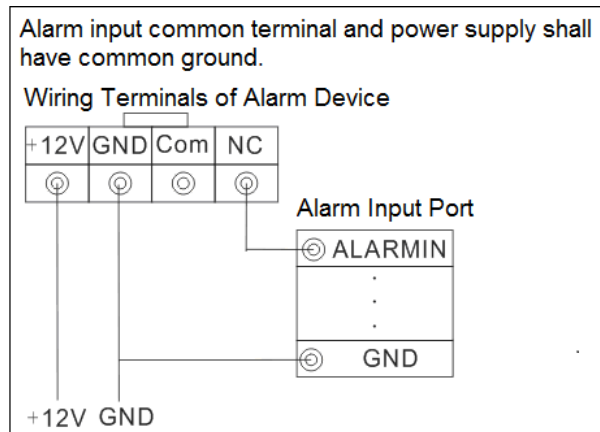 Alarm input common terminal and power supply shall
have common ground.
Wiring Terminals of Alarm Device
+12V GND Com NC
Alarm Input Port
ALARMIN
GND
+12V GND